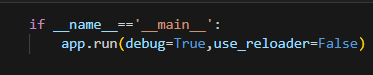 if __name__=='__main__':
    app.run(debug=True,use_reloader=False)